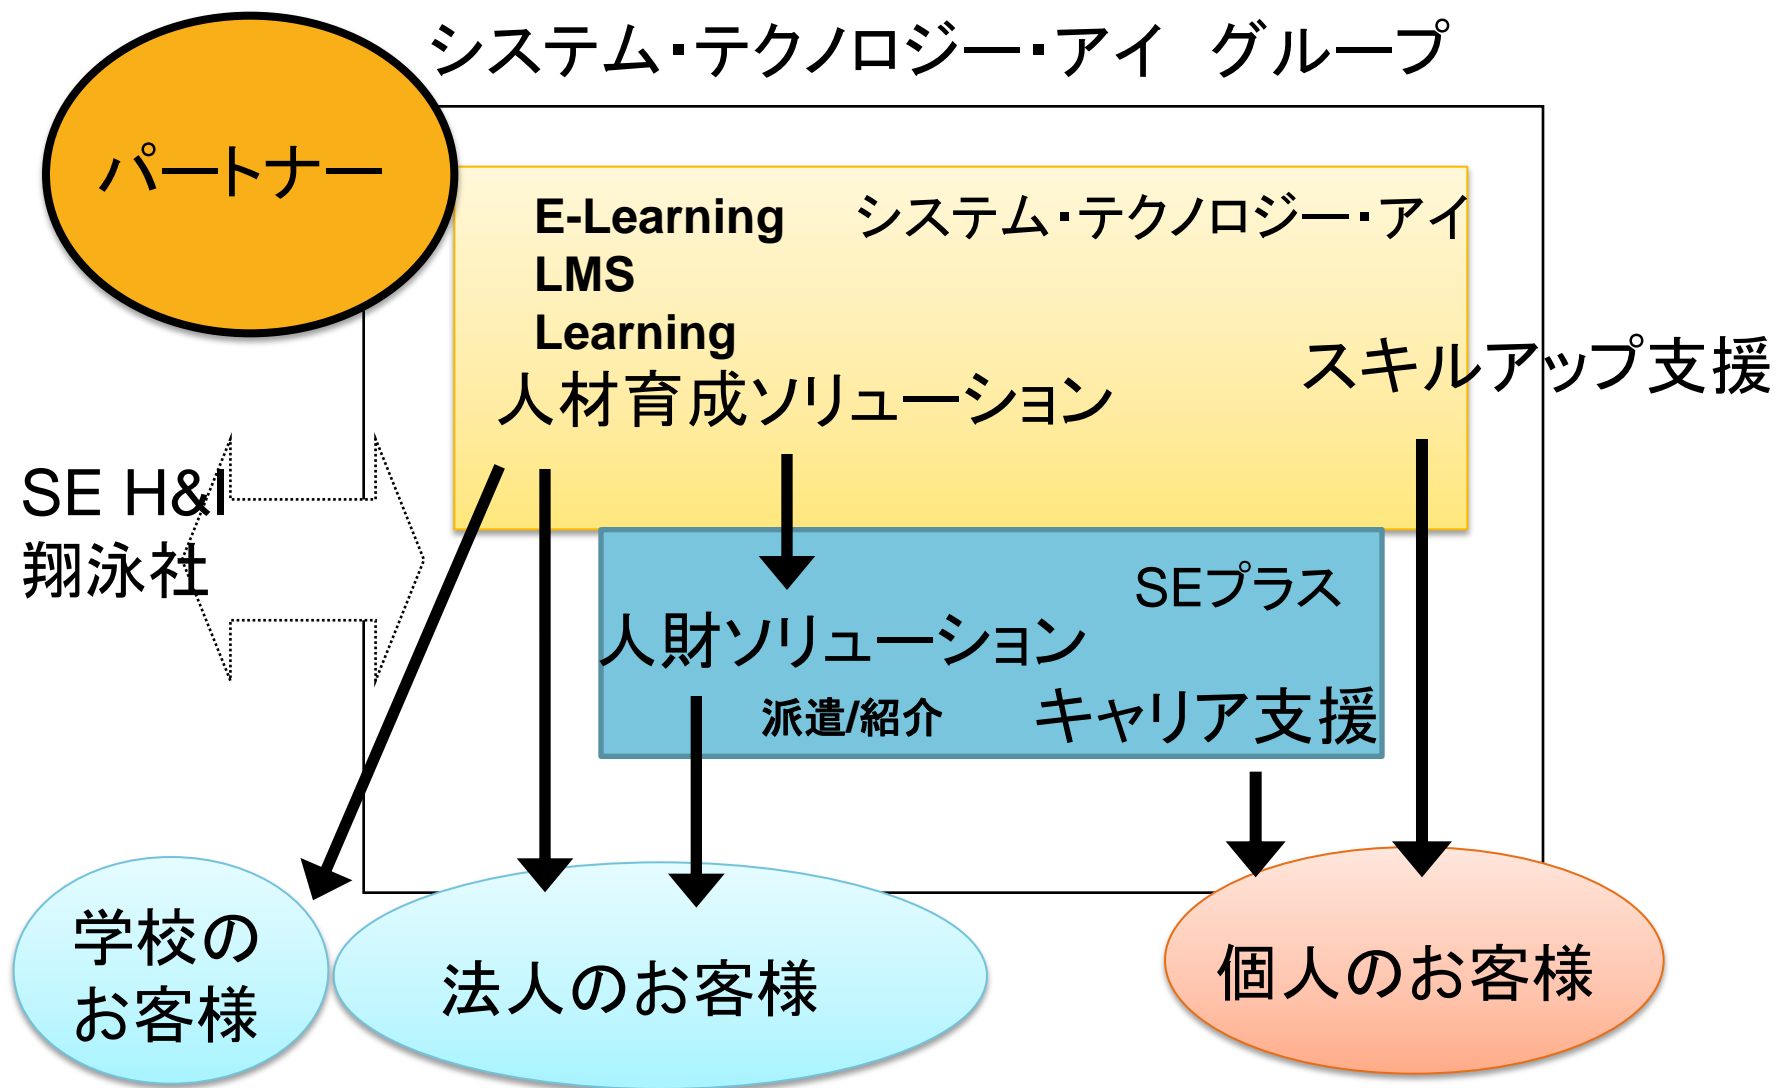 システム・テクノロジー・アイ　グループ
パートナー
E-Learning
システム・テクノロジー・アイ
LMS
Learning
人材育成ソリューション
スキルアップ支援
SE H&I
翔泳社
SEプラス
人財ソリューション
派遣/紹介
キャリア支援
学校の
お客様
法人のお客様
個人のお客様